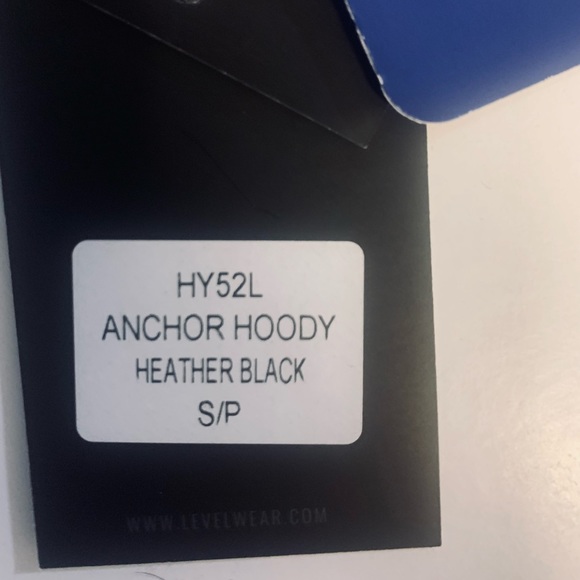 HY52L
ANCHOR HOODY
HEATHER BLACK
S/P
WWW.LEVELWEAR.COM